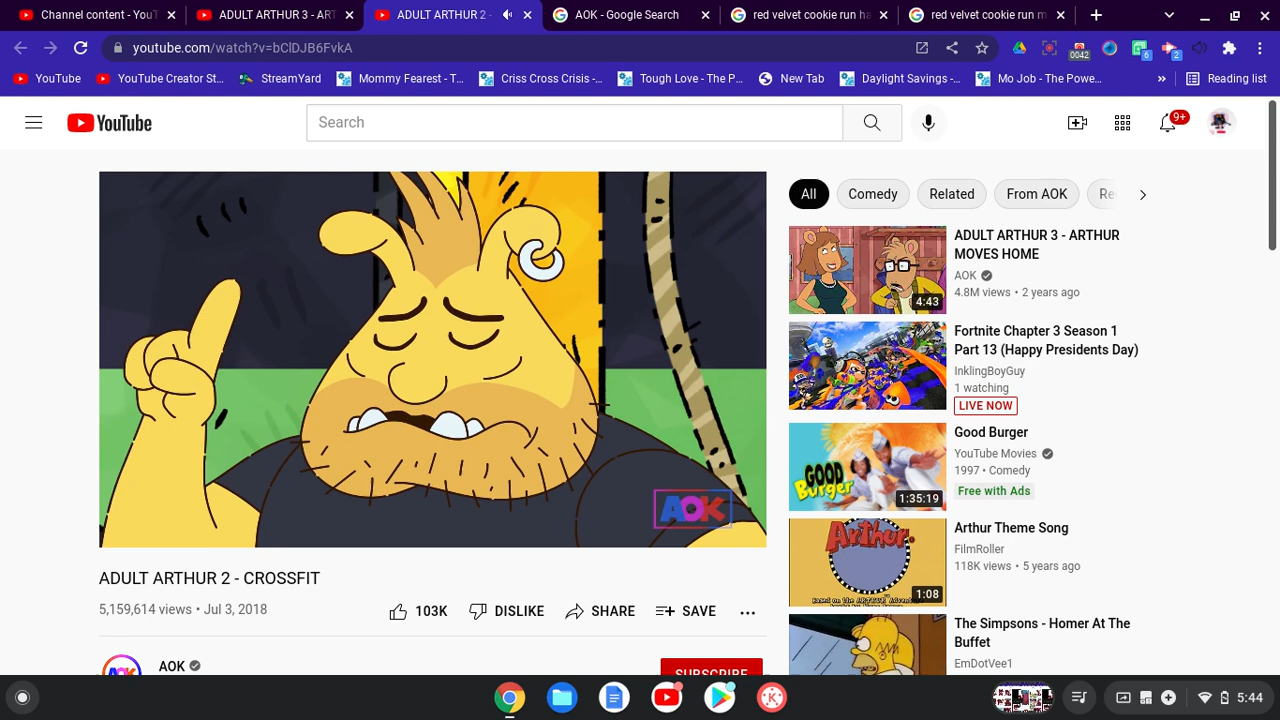 Channel content - YouT
ADULT ARTHUR 3 - ART
ADULT ARTHUR 2 -
AOK - Google Search
red velvet cookie run ha
red velvet cookie run m
youtube.com/watch?v=bClDJB6FvkA
0042
6
2
YouTube
YouTube Creator St...
StreamYard
Mommy Fearest - T...
Criss Cross Crisis -...
Tough Love - The P...
New Tab
Daylight Savings -...
Mo Job - The Powe...
»
Reading list
YouTube
Search
9+
All
Comedy
Related
From AOK
Re
AOK
ADULT ARTHUR 3 - ARTHUR
MOVES HOME
AOK
4.8M views • 2 years ago
4:43
Fortnite Chapter 3 Season 1
Part 13 (Happy Presidents Day)
InklingBoyGuy
1 watching
LIVE NOW
GOOD
Burger
1:35:19
Good Burger
YouTube Movies
1997 • Comedy
Free with Ads
Arthur
1:08
Arthur Theme Song
FilmRoller
118K views • 5 years ago
The Simpsons - Homer At The
Buffet
EmDotVee1
ADULT ARTHUR 2 - CROSSFIT
5,159,614 views • Jul 3, 2018
103K
DISLIKE
SHARE
SAVE
AOK
AOK
SUBSCRIBE
5:44